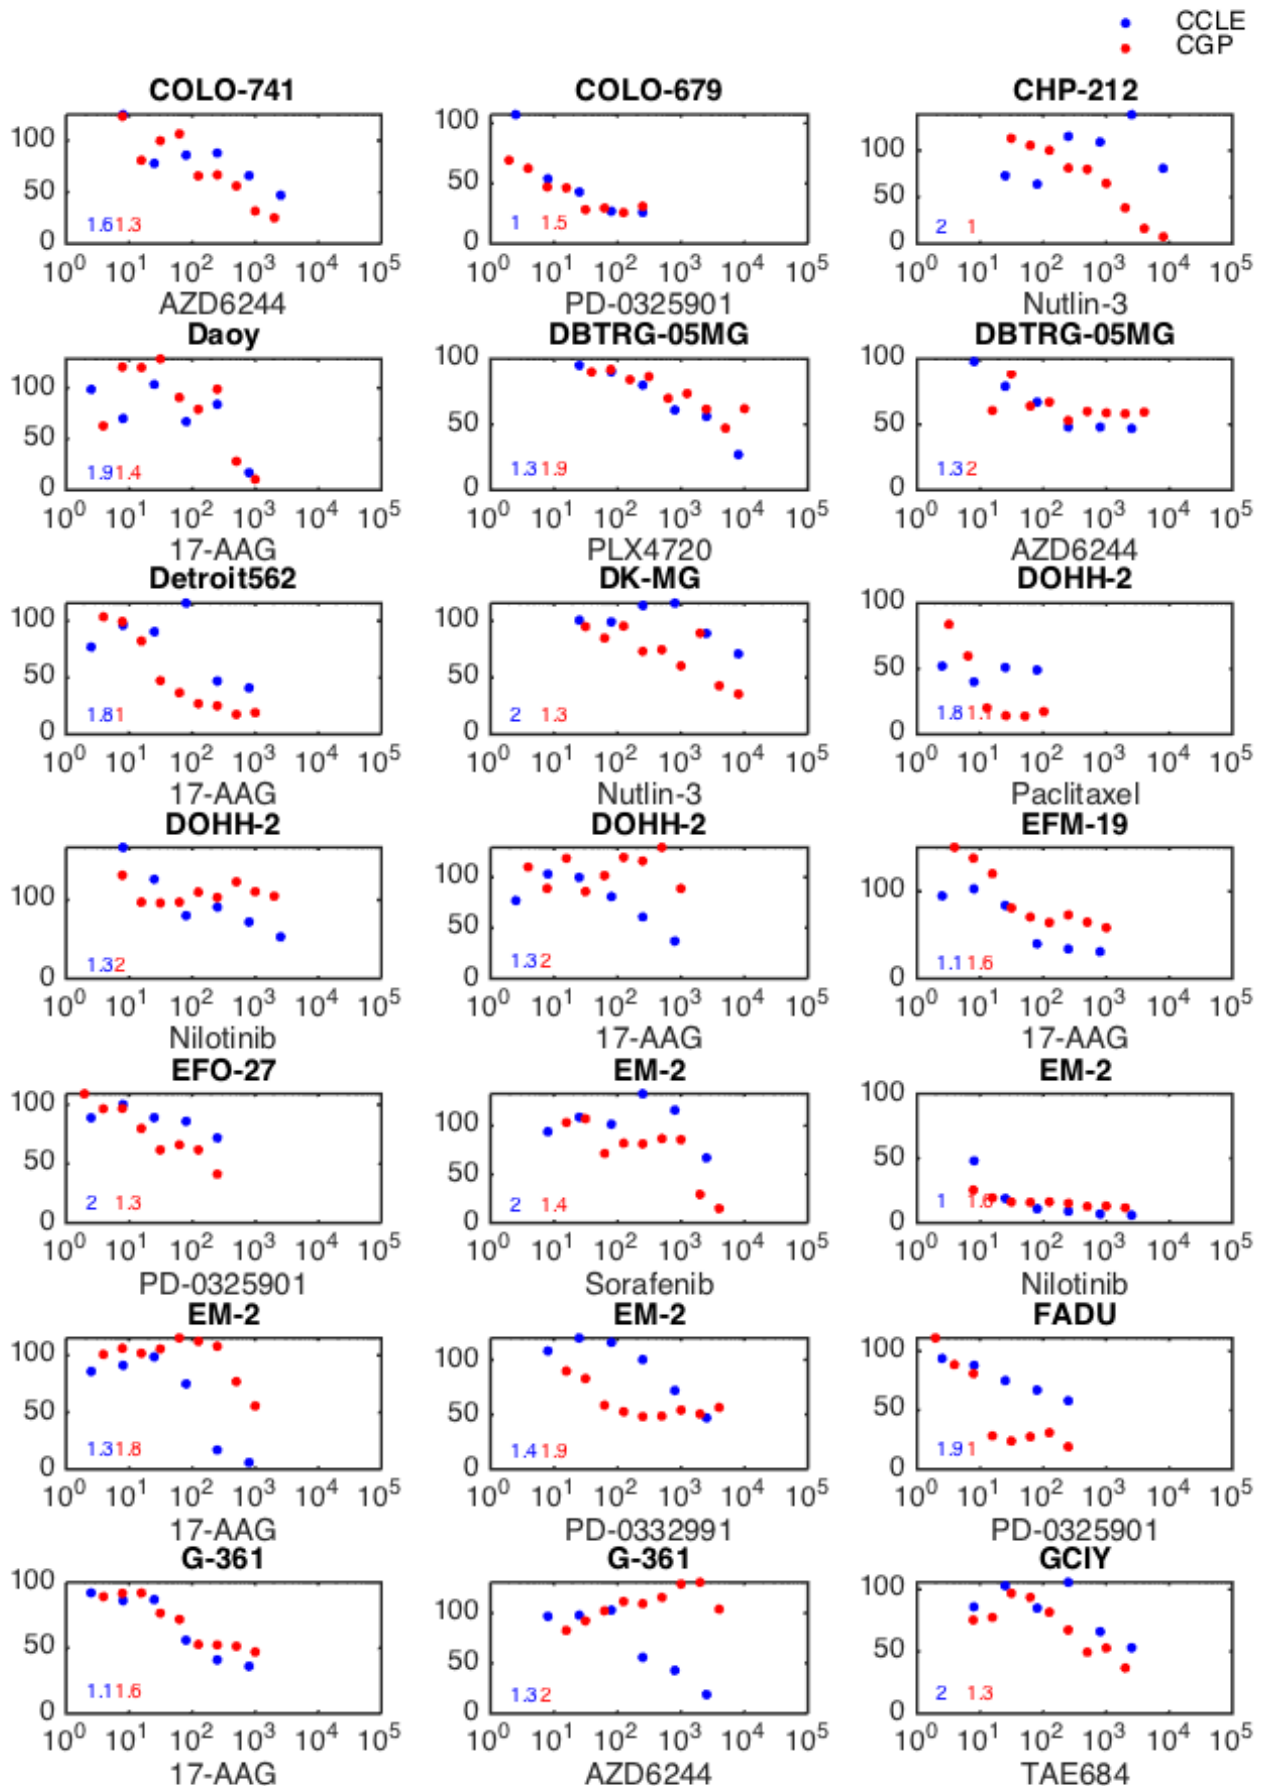 CCLE
CGP
COLO-741 COLO-679 CHP-212
100 100 100
50 50 50
1.6 1.3 1 1.5 2 1
0 0 0
10^0 10^1 10^2 10^3 10^4 10^5 10^0 10^1 10^2 10^3 10^4 10^5 10^0 10^1 10^2 10^3 10^4 10^5
AZD6244 PD-0325901 Nutlin-3
Daoy DBTRG-05MG DBTRG-05MG
100 100 100
50 50 50
1.9 1.4 1.3 1.9 1.3 2
0 0 0
10^0 10^1 10^2 10^3 10^4 10^5 10^0 10^1 10^2 10^3 10^4 10^5 10^0 10^1 10^2 10^3 10^4 10^5
17-AAG PLX4720 AZD6244
Detroit562 DK-MG DOHH-2
100 100 100
50 50 50
1.8 1 2 1.3 1.8 1.1
0 0 0
10^0 10^1 10^2 10^3 10^4 10^5 10^0 10^1 10^2 10^3 10^4 10^5 10^0 10^1 10^2 10^3 10^4 10^5
17-AAG Nutlin-3 Paclitaxel
DOHH-2 DOHH-2 EFM-19
100 100 100
50
1.3 2 1.3 2 1.1 1.6
0 0 0
10^0 10^1 10^2 10^3 10^4 10^5 10^0 10^1 10^2 10^3 10^4 10^5 10^0 10^1 10^2 10^3 10^4 10^5
Nilotinib 17-AAG 17-AAG
EFO-27 EM-2 EM-2
100 100 100
50 50 50
2 1.3 2 1.4 1 1.6
0 0 0
10^0 10^1 10^2 10^3 10^4 10^5 10^0 10^1 10^2 10^3 10^4 10^5 10^0 10^1 10^2 10^3 10^4 10^5
PD-0325901 Sorafenib Nilotinib
EM-2 EM-2 FADU
100 100 100
50 50 50
1.3 1.8 1.4 1.9 1.9 1
0 0 0
10^0 10^1 10^2 10^3 10^4 10^5 10^0 10^1 10^2 10^3 10^4 10^5 10^0 10^1 10^2 10^3 10^4 10^5
17-AAG PD-0332991 PD-0325901
G-361 G-361 GCIY
100 100 100
50 50 50
1.1 1.6 1.3 2 2 1.3
0 0 0
10^0 10^1 10^2 10^3 10^4 10^5 10^0 10^1 10^2 10^3 10^4 10^5 10^0 10^1 10^2 10^3 10^4 10^5
17-AAG AZD6244 TAE684